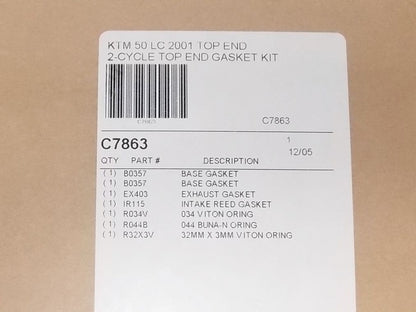 KTM 50 LC 2001 TOP END
2-CYCLE TOP END GASKET KIT
C7863 C7863
C7863 1 12/05
QTY PART # DESCRIPTION
( 1) B0357 BASE GASKET
( 1) B0357 BASE GASKET
( 1) EX403 EXHAUST GASKET
( 1) IR115 INTAKE REED GASKET
( 1) R034V 034 VITON ORING
( 1) R044B 044 BUNA-N ORING
( 1) R32X3V 32MM X 3MM VITON ORING